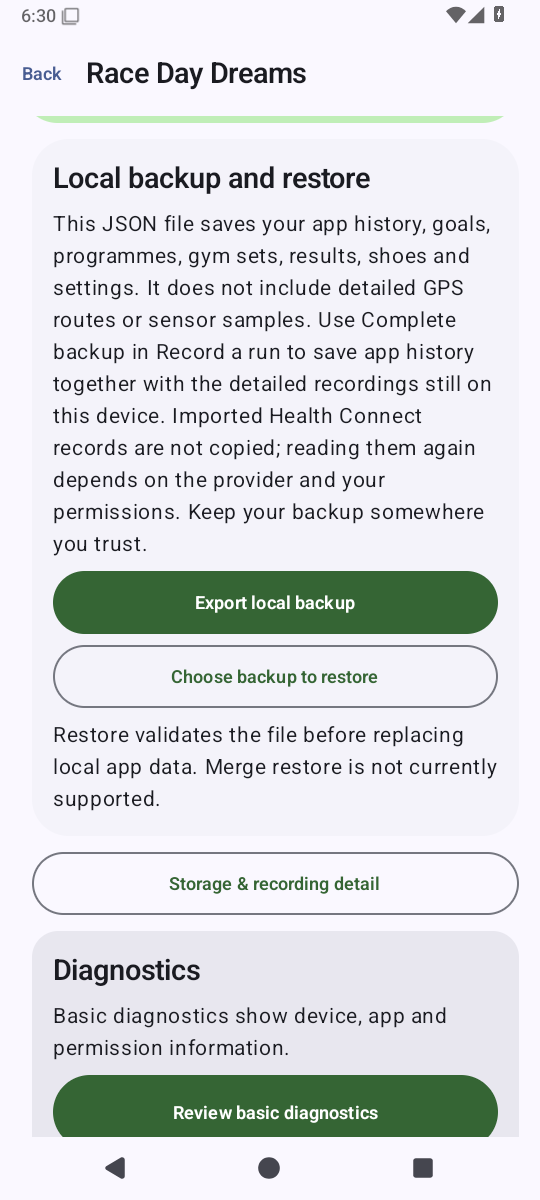 6:30
Back
Race Day Dreams
Local backup and restore
This JSON file saves your app history, goals,
programmes, gym sets, results, shoes and
settings. It does not include detailed GPS
routes or sensor samples. Use Complete
backup in Record a run to save app history
together with the detailed recordings still on
this device. Imported Health Connect
records are not copied; reading them again
depends on the provider and your
permissions. Keep your backup somewhere
you trust.
Export local backup
Choose backup to restore
Restore validates the file before replacing
local app data. Merge restore is not currently
supported.
Storage & recording detail
Diagnostics
Basic diagnostics show device, app and
permission information.
Review basic diagnostics